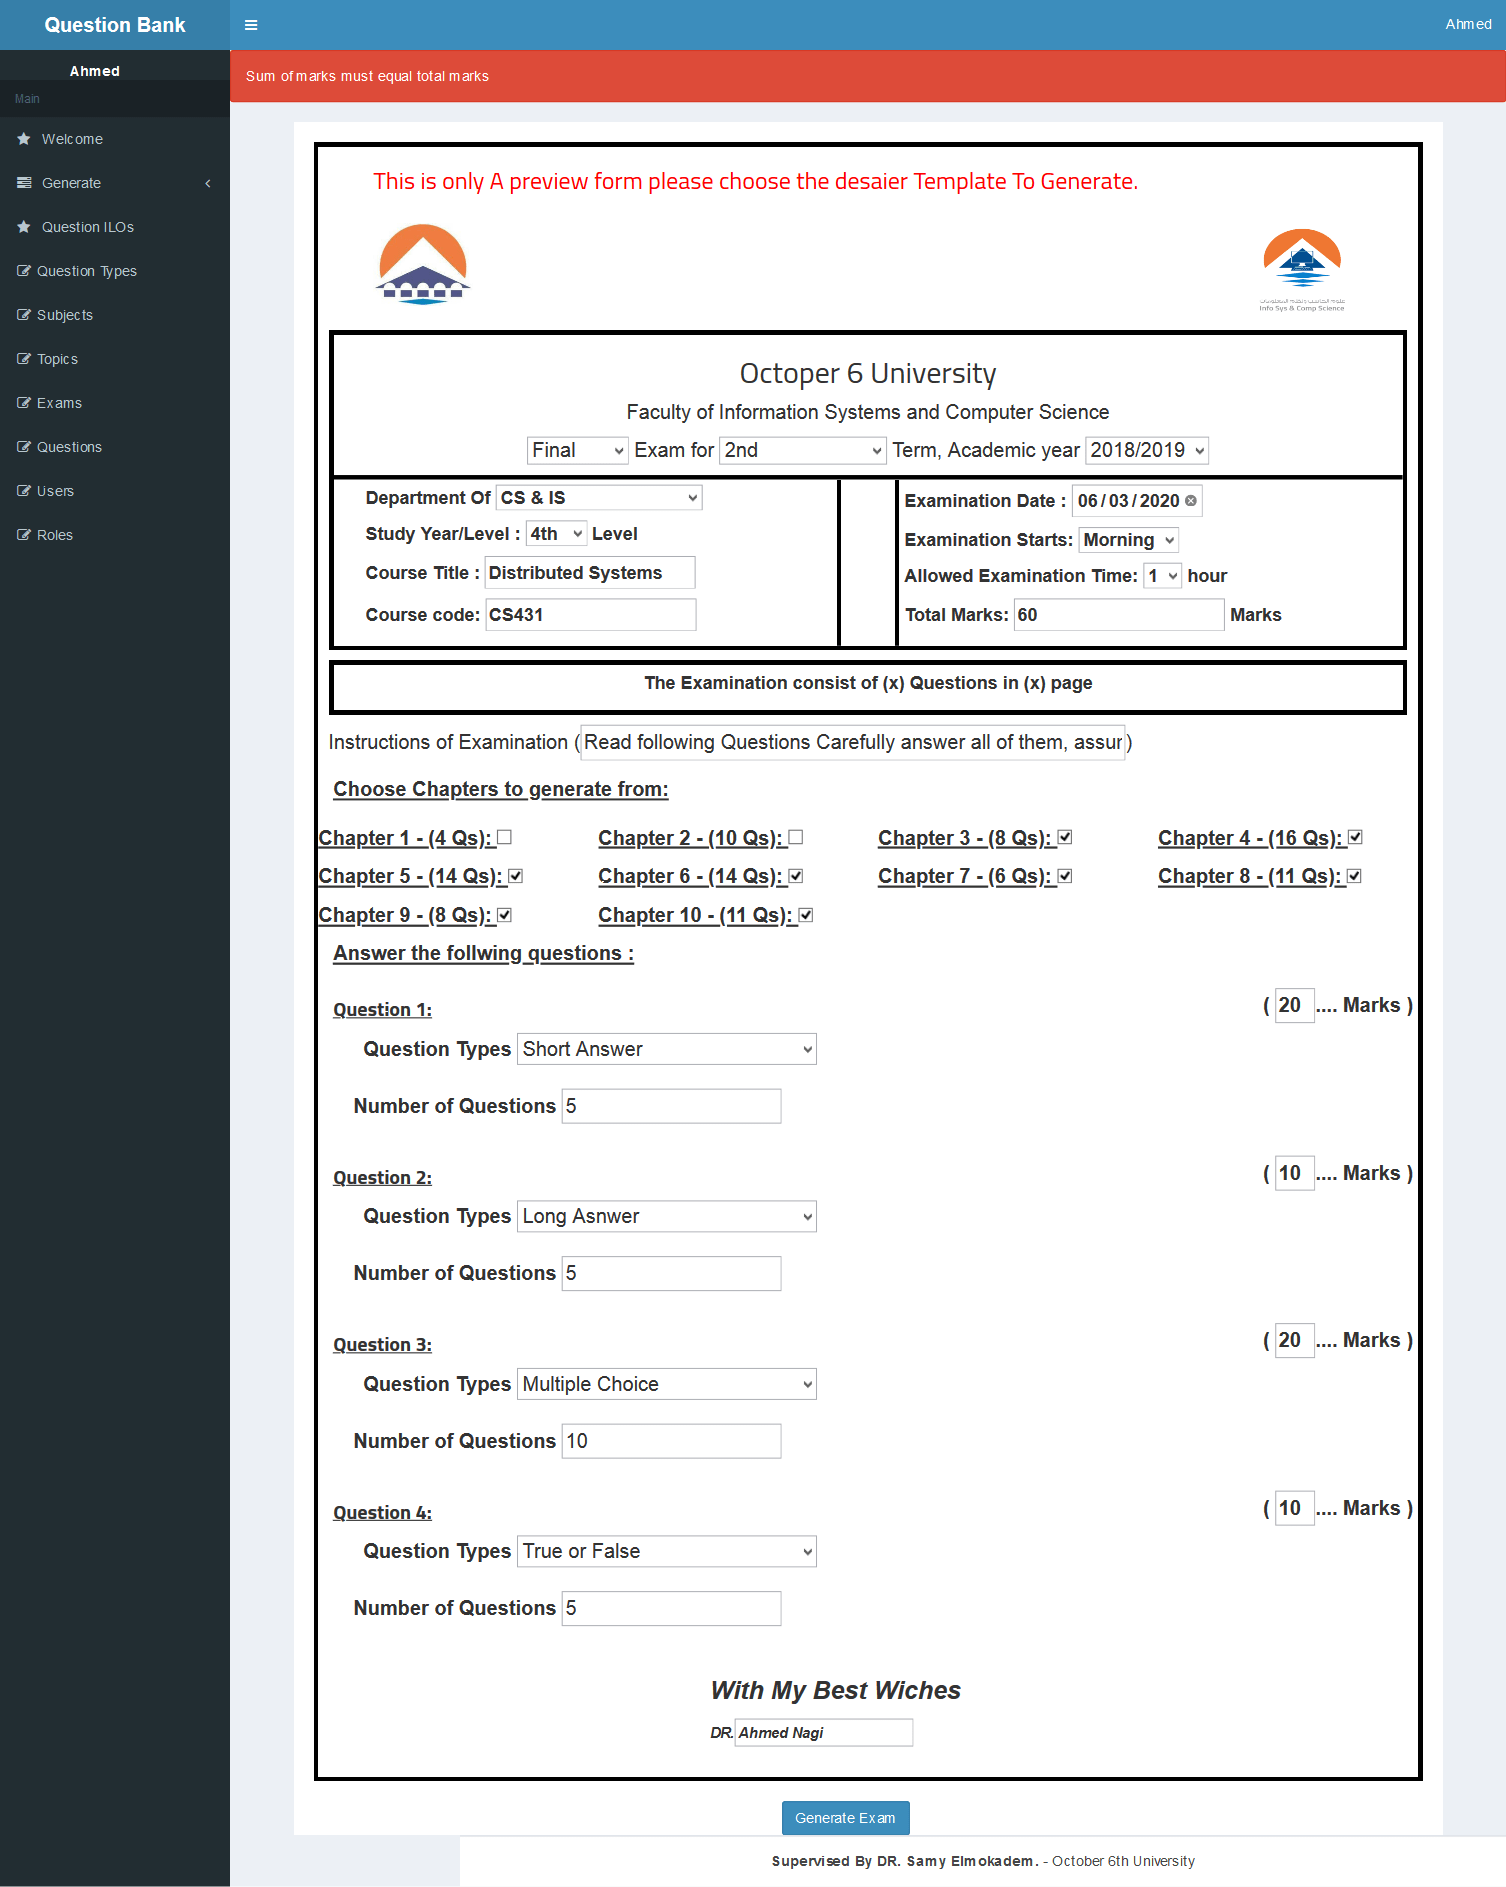 Question Bank
Ahmed
Ahmed
Main
Welcome
Generate
Question ILOs
Question Types
Subjects
Topics
Exams
Questions
Users
Roles
Sum of marks must equal total marks
This is only A preview form please choose the desaier Template To Generate.
Info Sys & Comp Science
Octoper 6 University
Faculty of Information Systems and Computer Science
Final Exam for 2nd Term, Academic year 2018/2019
Department Of CS & IS
Study Year/Level : 4th Level
Course Title : Distributed Systems
Course code: CS431
Examination Date : 06/03/2020
Examination Starts: Morning
Allowed Examination Time: 1 hour
Total Marks: 60 Marks
The Examination consist of (x) Questions in (x) page
Instructions of Examination (Read following Questions Carefully answer all of them, assur)
Choose Chapters to generate from:
Chapter 1 - (4 Qs): Chapter 2 - (10 Qs): Chapter 3 - (8 Qs): Chapter 4 - (16 Qs):
Chapter 5 - (14 Qs): Chapter 6 - (14 Qs): Chapter 7 - (6 Qs): Chapter 8 - (11 Qs):
Chapter 9 - (8 Qs): Chapter 10 - (11 Qs):
Answer the follwing questions :
Question 1: ( 20 .... Marks )
Question Types Short Answer
Number of Questions 5
Question 2: ( 10 .... Marks )
Question Types Long Asnwer
Number of Questions 5
Question 3: ( 20 .... Marks )
Question Types Multiple Choice
Number of Questions 10
Question 4: ( 10 .... Marks )
Question Types True or False
Number of Questions 5
With My Best Wiches
DR. Ahmed Nagi
Generate Exam
Supervised By DR. Samy Elmokadem. - October 6th University